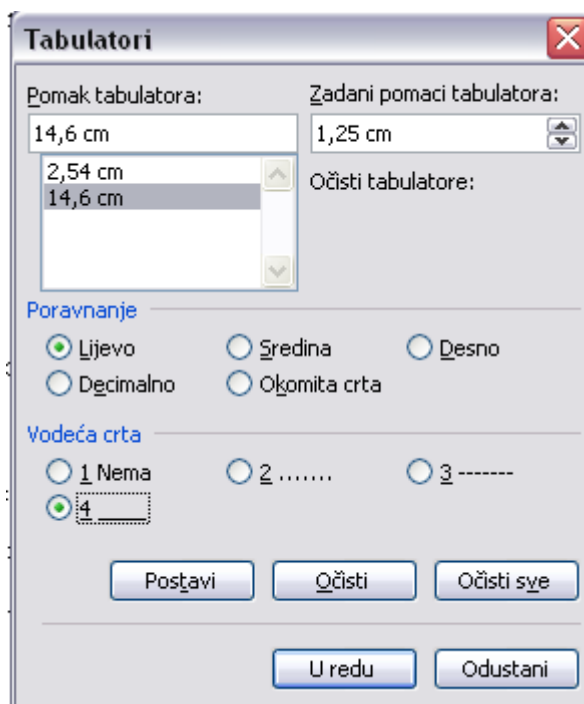 Tabulatori
Pomak tabulatora: Zadani pomaci tabulatora:
14,6 cm 1,25 cm
2,54 cm
14,6 cm
Očisti tabulatore:
Poravnanje
Lijevo Sredina Desno
Decimalno Okomita crta
Vodeća crta
1 Nema 2 ....... 3 -------
4 ____
Postavi Očisti Očisti sve
U redu Odustani